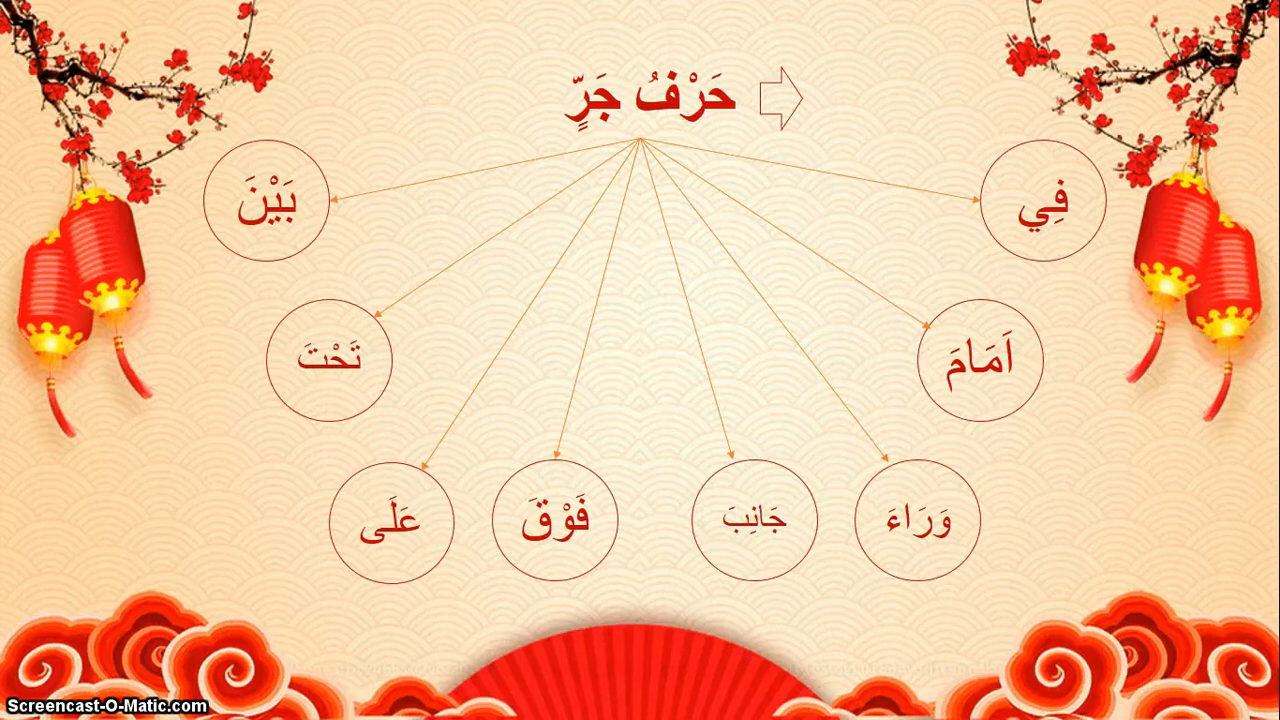 حَرْفُ جَرٍّ
فِي
بَيْنَ
اَمَامَ
تَحْتَ
وَرَاءَ
جَانِبَ
فَوْقَ
عَلَى
Screencast-O-Matic.com